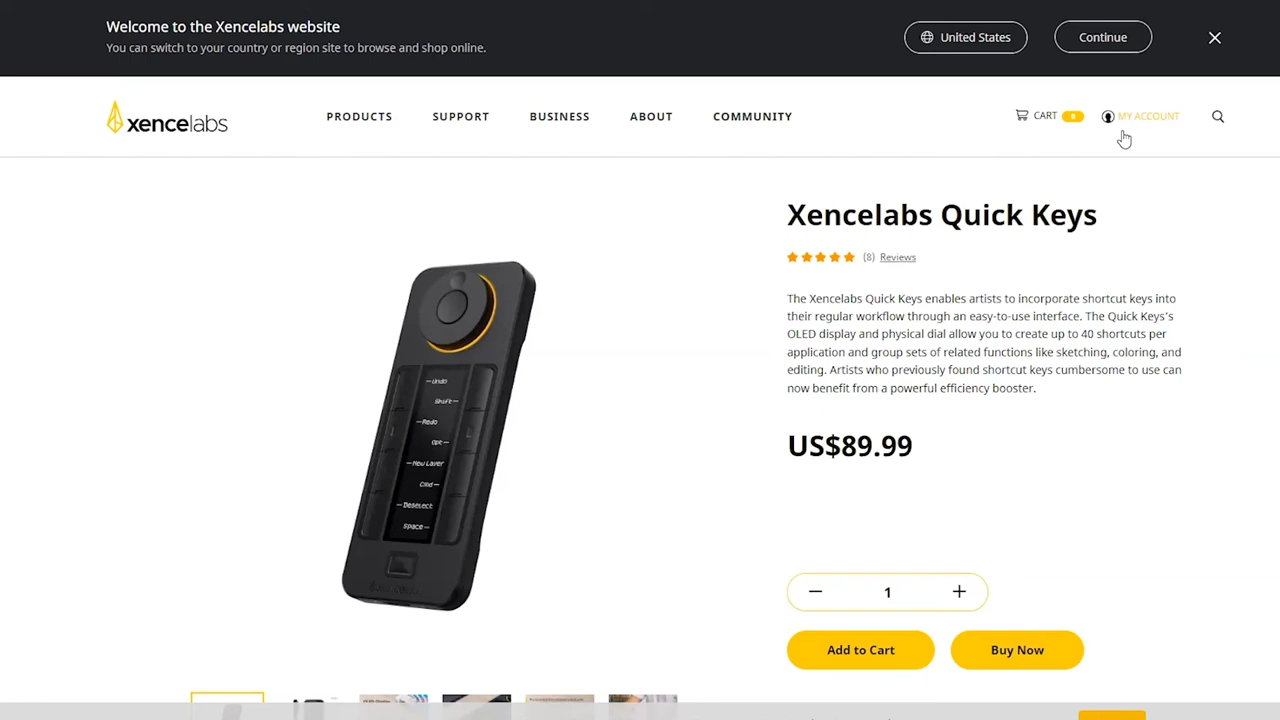 Welcome to the Xencelabs website
You can switch to your country or region site to browse and shop online.
United States
Continue
xencelabs
PRODUCTS
SUPPORT
BUSINESS
ABOUT
COMMUNITY
CART 0
MY ACCOUNT
Xencelabs Quick Keys
(8) Reviews
The Xencelabs Quick Keys enables artists to incorporate shortcut keys into
their regular workflow through an easy-to-use interface. The Quick Keys's
OLED display and physical dial allow you to create up to 40 shortcuts per
application and group sets of related functions like sketching, coloring, and
editing. Artists who previously found shortcut keys cumbersome to use can
now benefit from a powerful efficiency booster.
US$89.99
Undo
Shift
Redo
Opt
New Layer
Cmd
Deselect
Space
xencelabs
1
Add to Cart
Buy Now